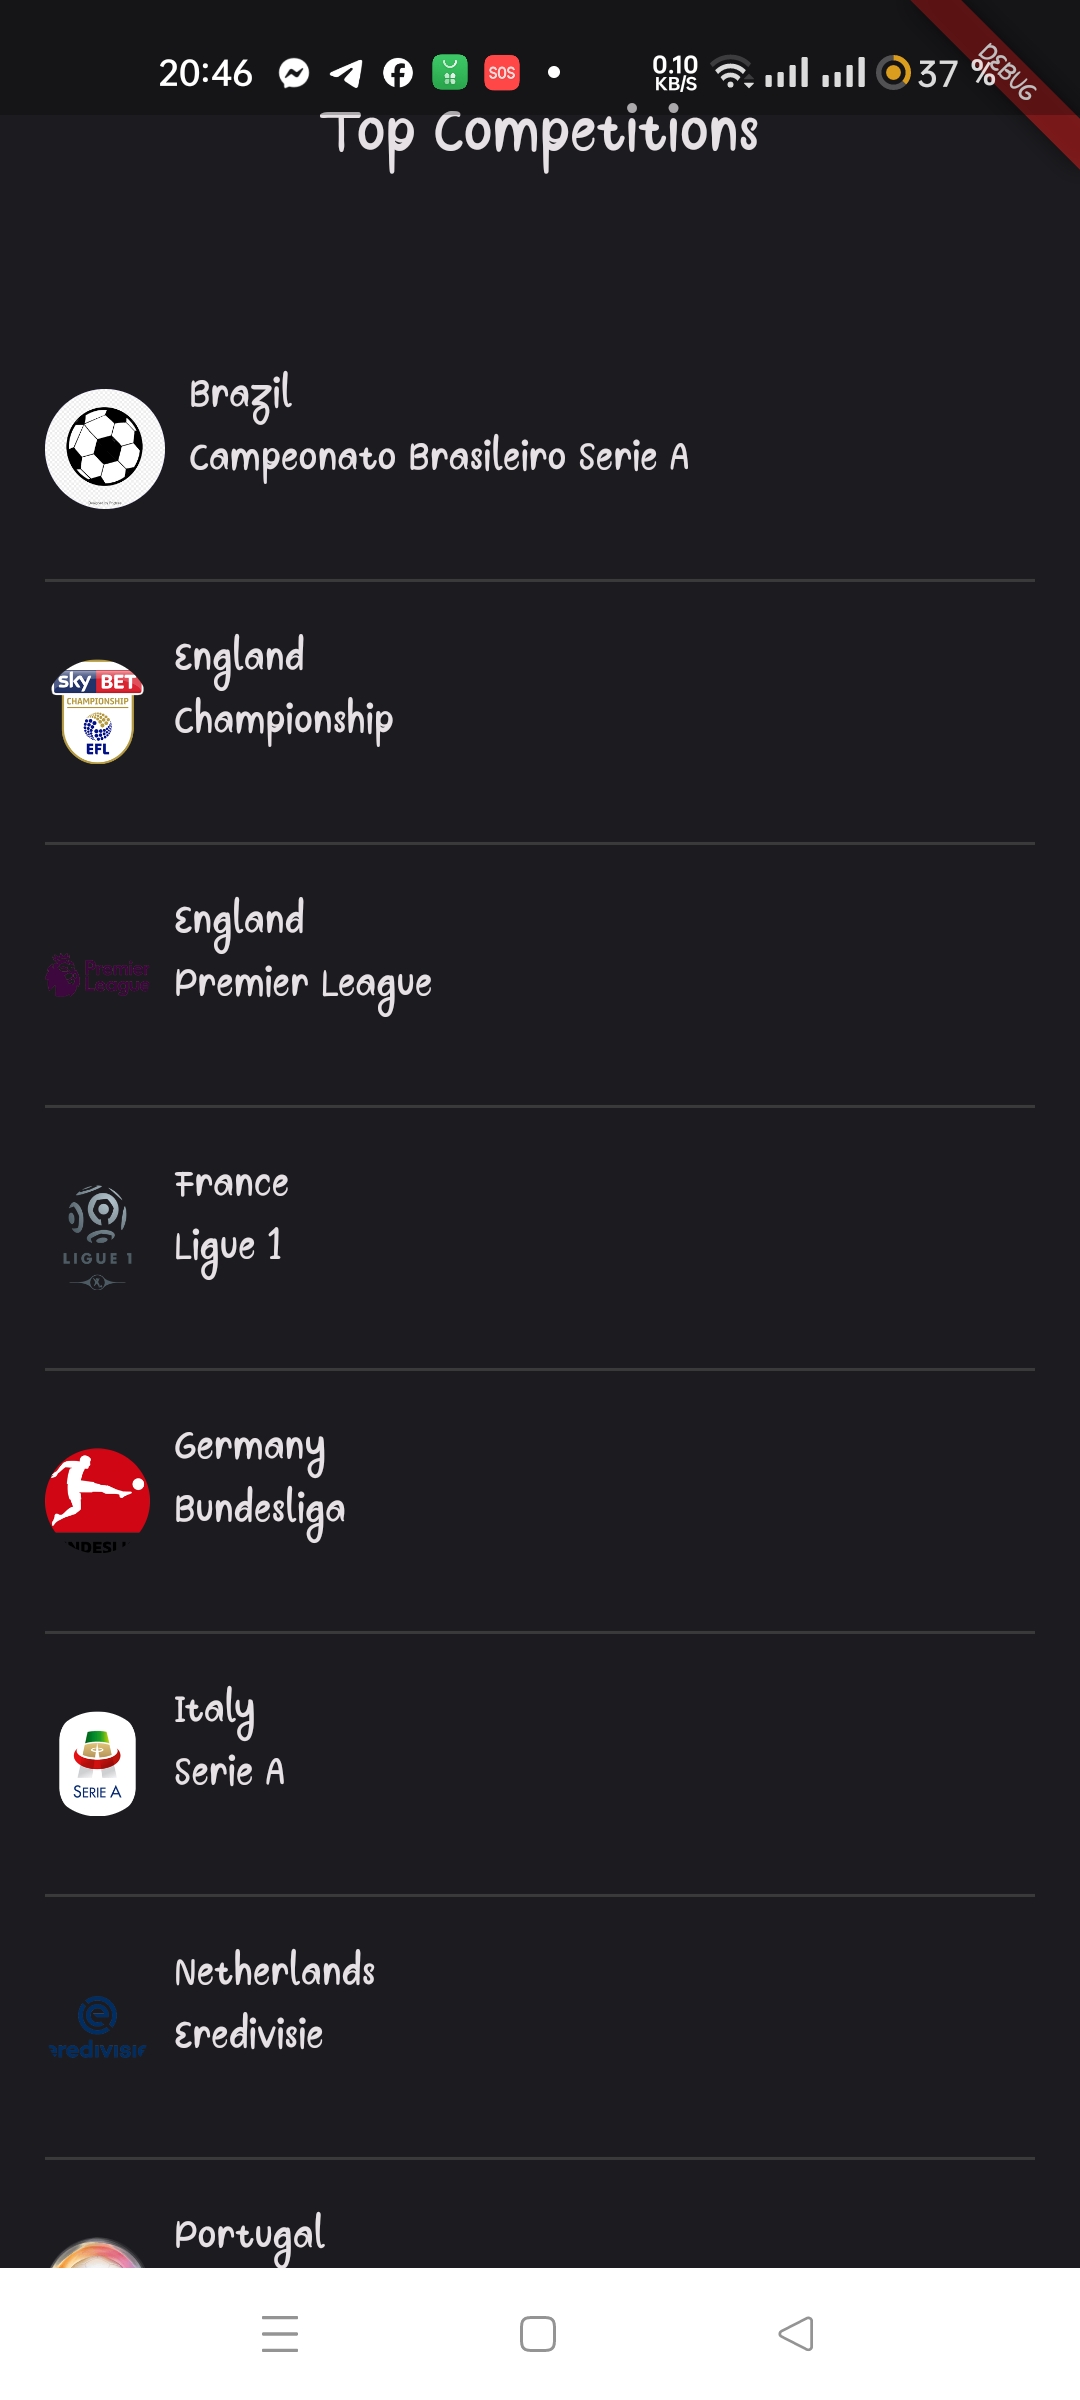 20:46
SOS
0.10
KB/S
37 %
DEBUG
Top Competitions
Brazil
Campeonato Brasileiro Serie A
England
sky BET
CHAMPIONSHIP
EFL
Championship
England
Premier
League
Premier League
France
LIGUE 1
Ligue 1
Germany
Bundesliga
NDESL
Italy
Serie A
SERIE A
Netherlands
Eredivisie
eredivisie
Portugal